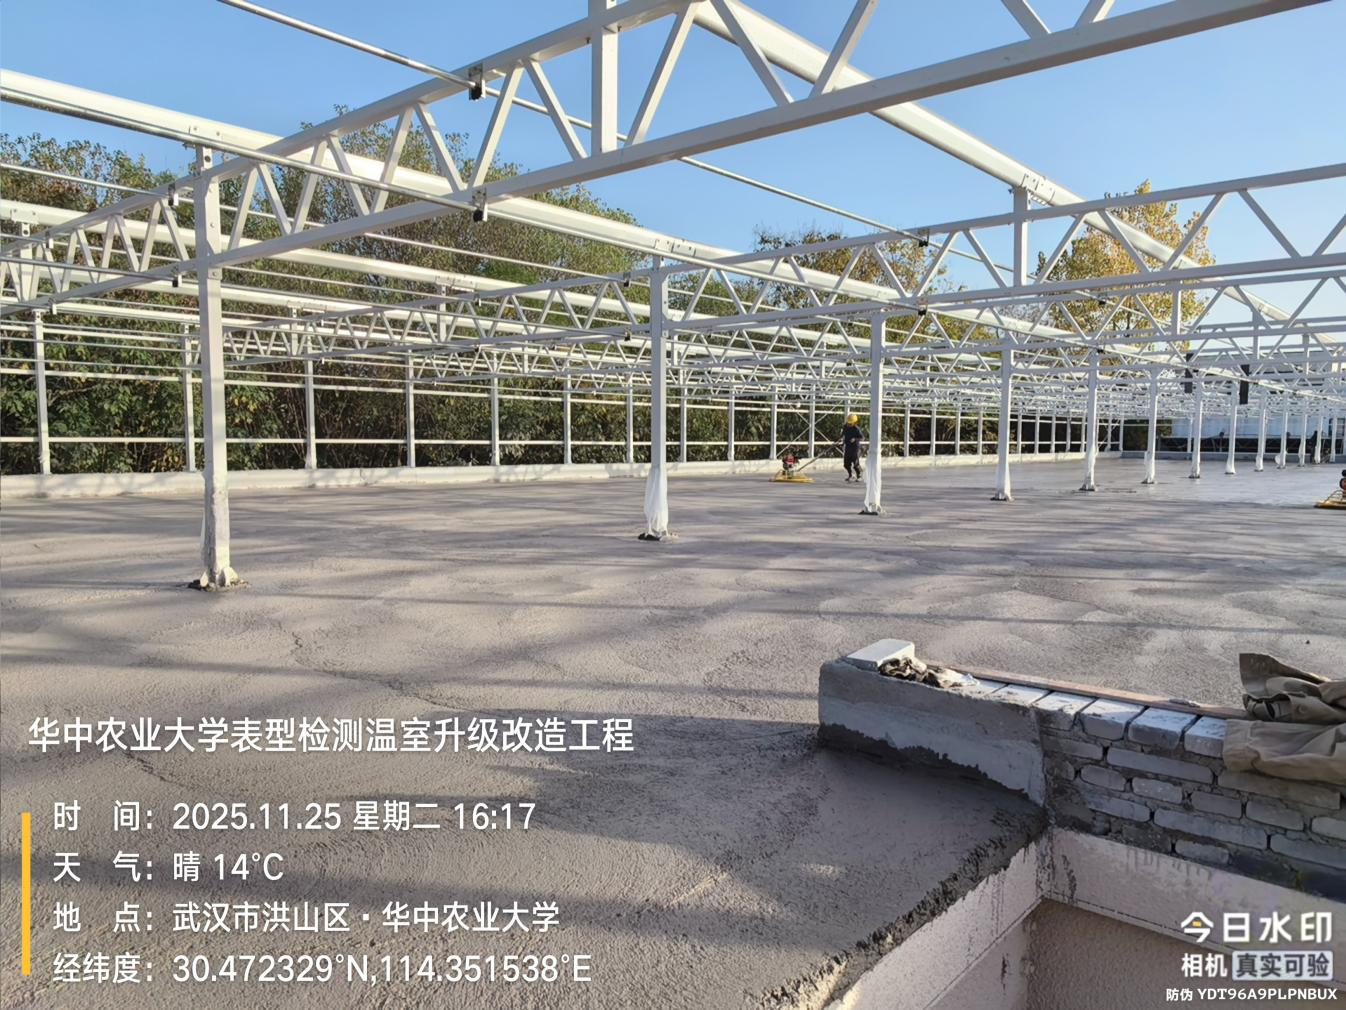 华中农业大学表型检测温室升级改造工程
时 间：2025.11.25 星期二 16:17
天 气：晴 14°C
地 点：武汉市洪山区·华中农业大学
经纬度：30.472329°N,114.351538°E
今日水印
相机 真实可验
防伪 YDT96A9PLPNBUX